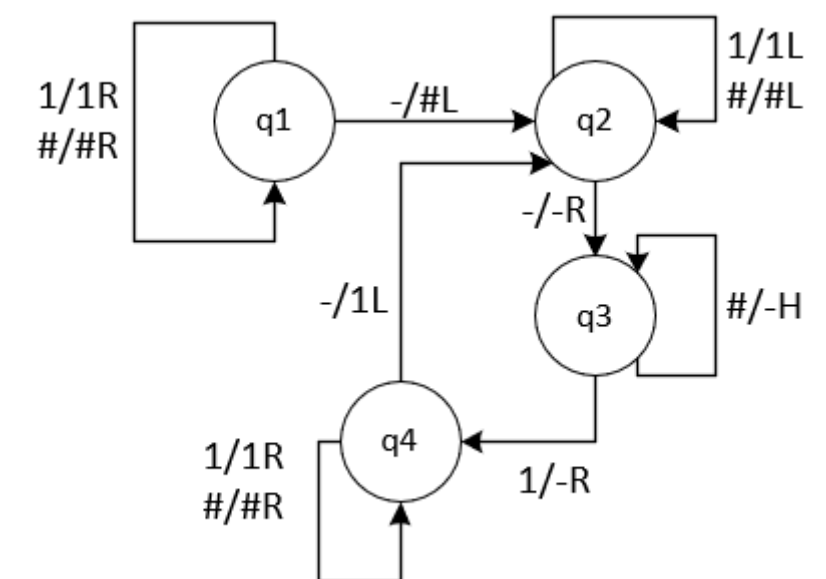 1/1R
#/#R
q1
-/#L
q2
1/1L
#/#L
-/-R
q3
#/-H
-/1L
1/1R
#/#R
q4
1/-R